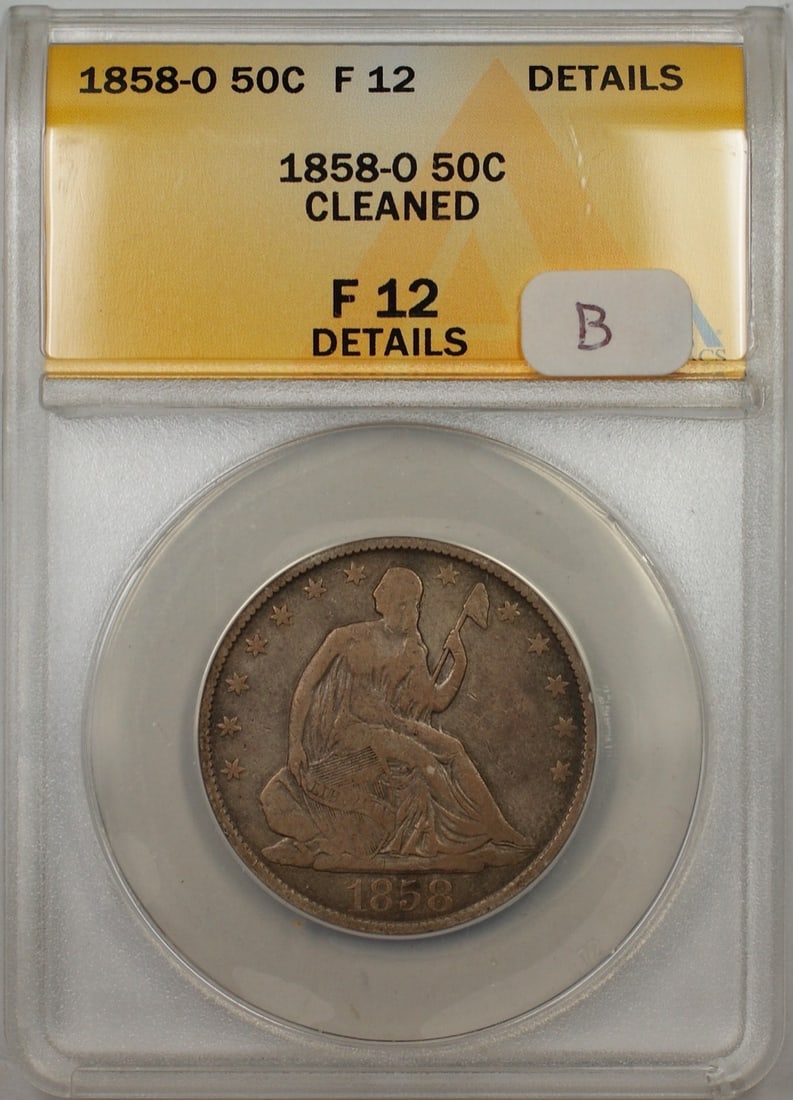 1858-O 50C F 12 DETAILS
1858-O 50C
CLEANED
F 12
DETAILS
B
1858